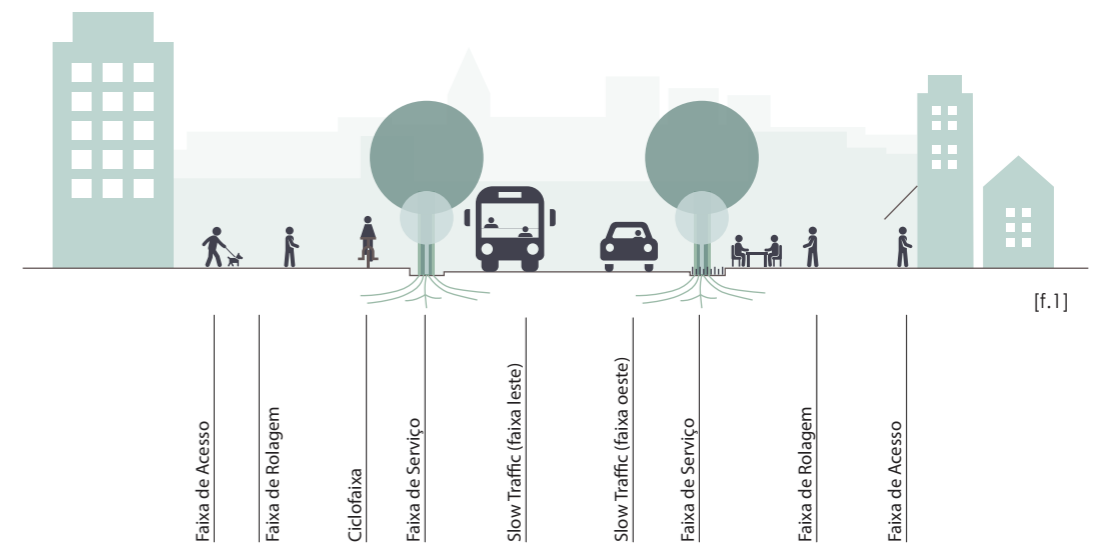 [f.1]
Faixa de Acesso
Faixa de Rolagem
Ciclofaixa
Faixa de Serviço
Slow Traffic (faixa leste)
Slow Traffic (faixa oeste)
Faixa de Serviço
Faixa de Rolagem
Faixa de Acesso